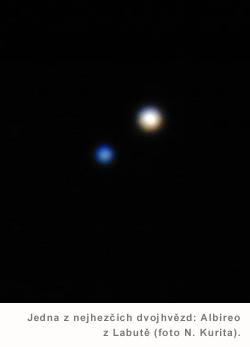 Jedna z nejhezčích dvojhvězd: Albireo
z Labutě (foto N. Kurita).